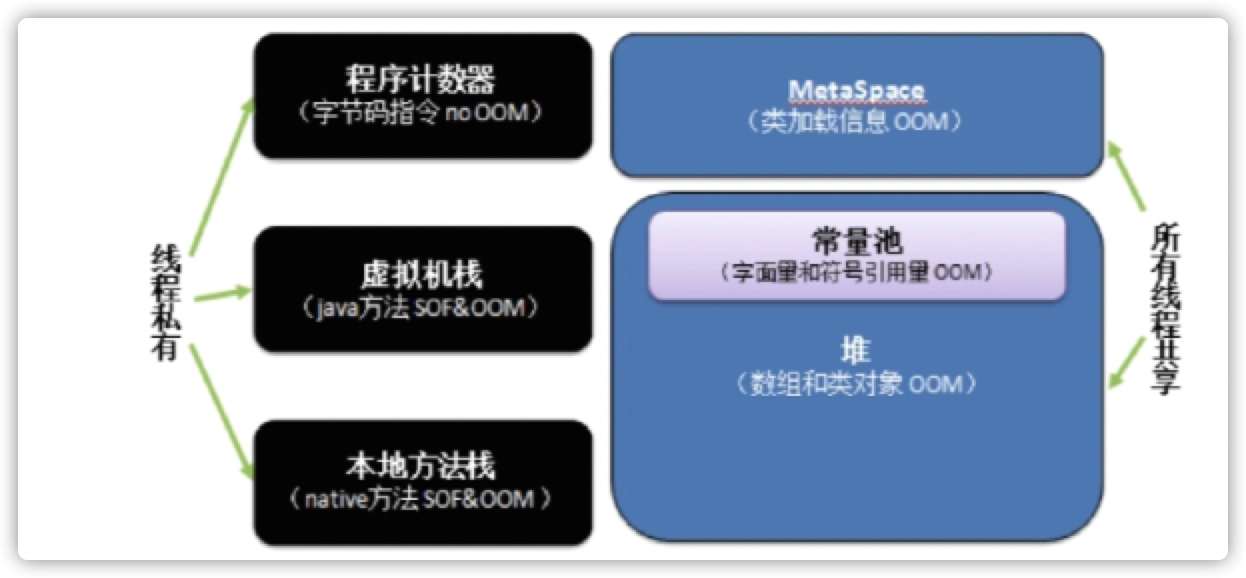 线程私有
程序计数器
（字节码指令 no OOM）
虚拟机栈
（java方法 SOF&OOM）
本地方法栈
（native方法 SOF&OOM ）
MetaSpace
（类加载信息 OOM）
常量池
（字面量和符号引用量 OOM）
堆
（数组和类对象 OOM）
所有线程共享